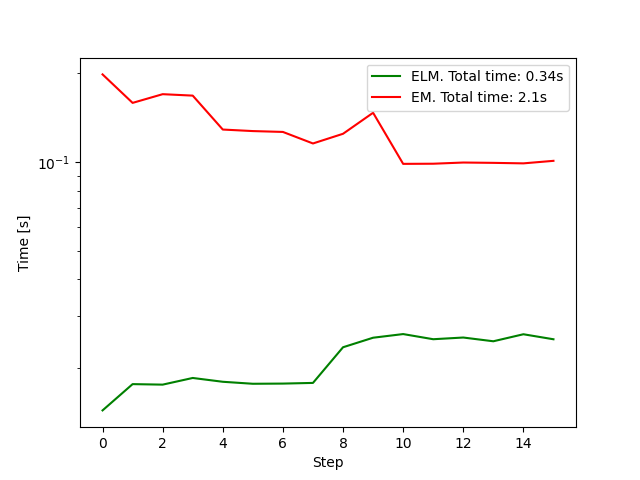 ELM. Total time: 0.34s
EM. Total time: 2.1s
10⁻¹
Time [s]
0 2 4 6 8 10 12 14
Step